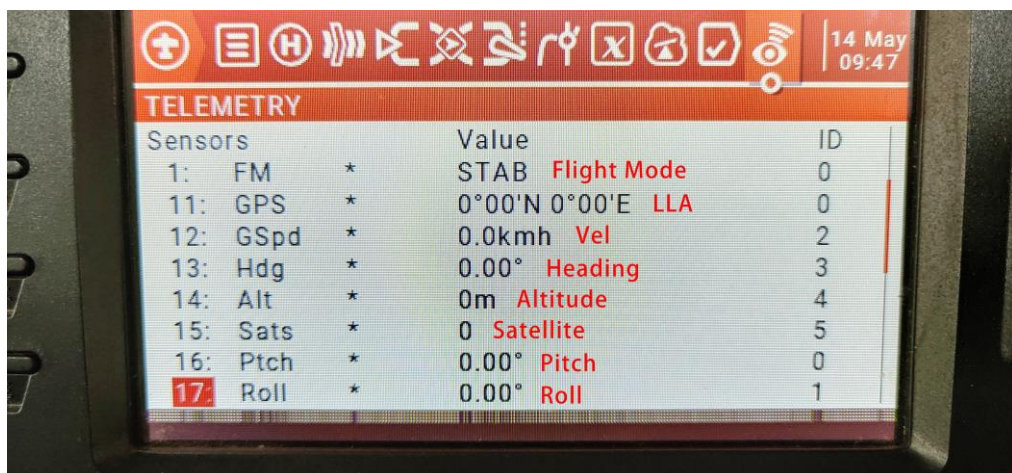 14 May
09:47
TELEMETRY
Sensors Value ID
1: FM * STAB Flight Mode 0
11: GPS * 0°00'N 0°00'E LLA 0
12: GSpd * 0.0kmh Vel 2
13: Hdg * 0.00° Heading 3
14: Alt * 0m Altitude 4
15: Sats * 0 Satellite 5
16: Ptch * 0.00° Pitch 0
17: Roll * 0.00° Roll 1